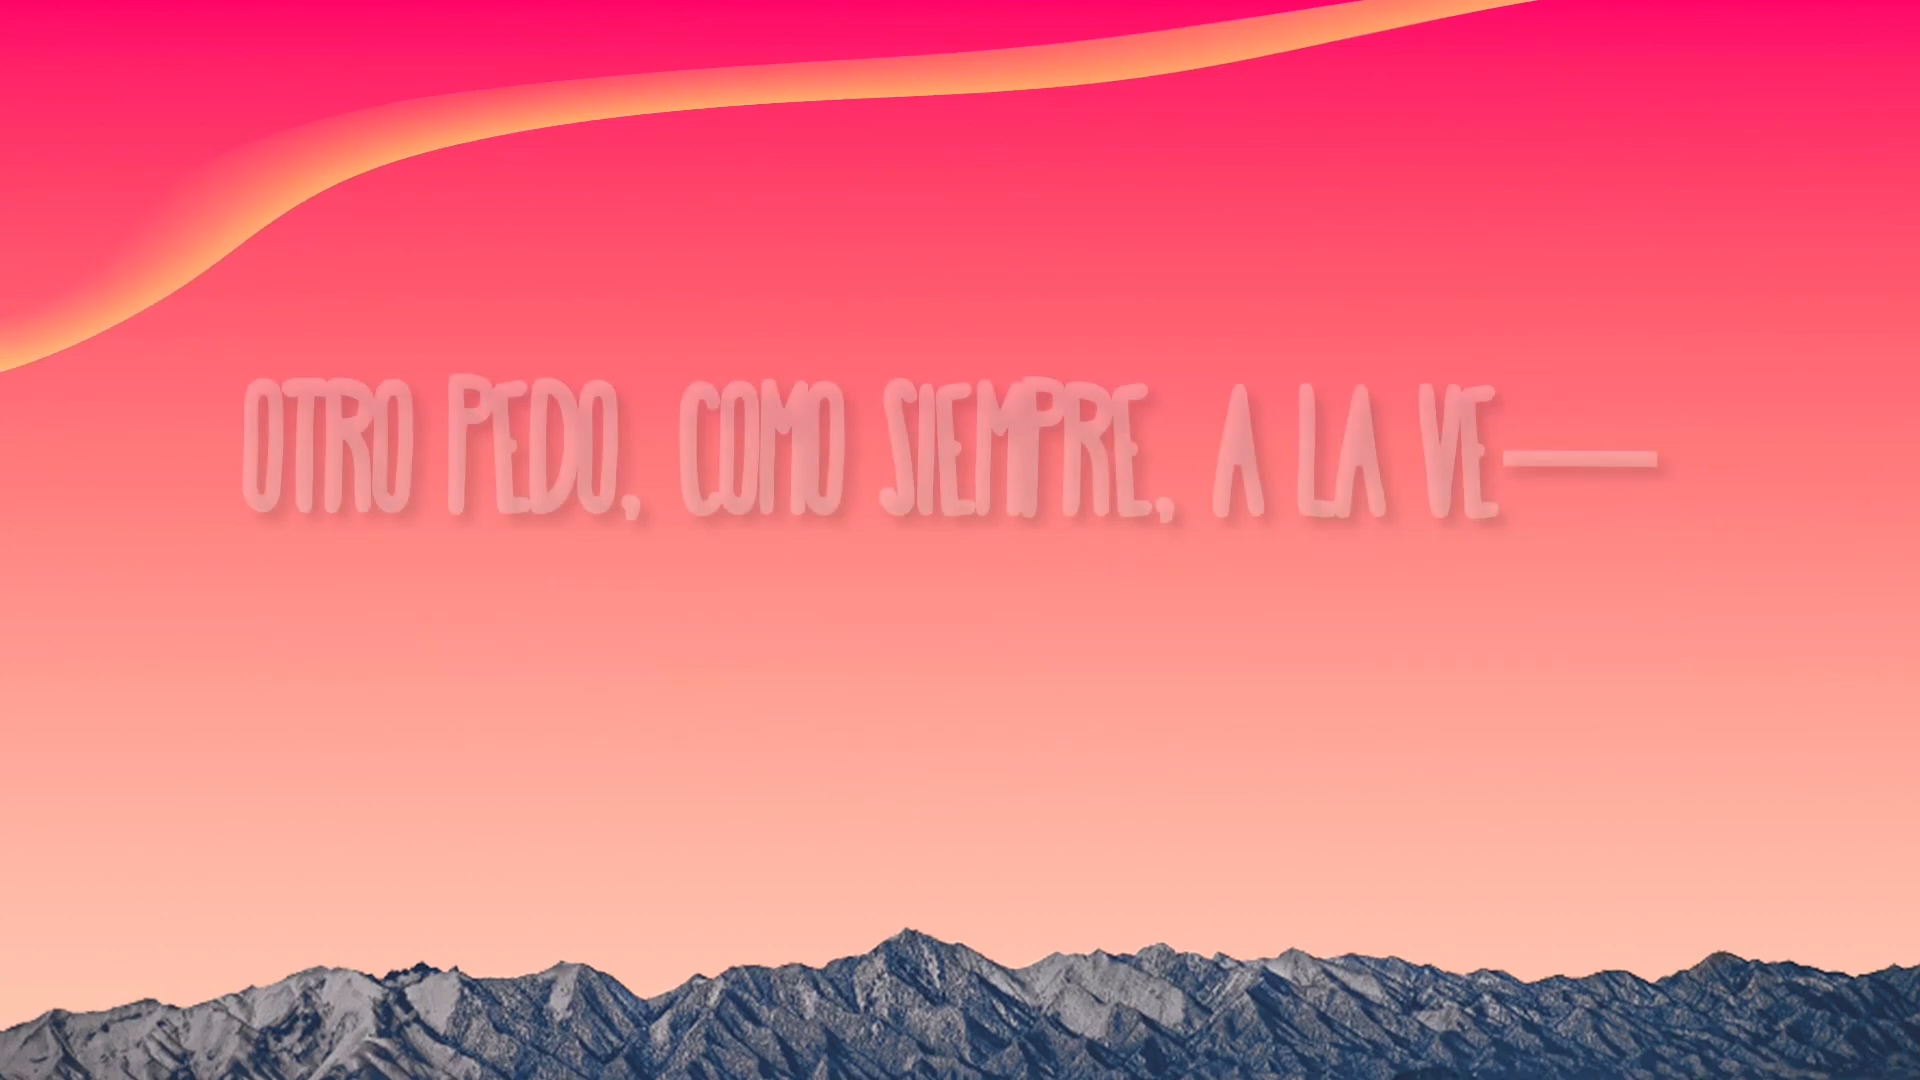 OTRO PEDO, COMO SIEMPRE, A LA VE—